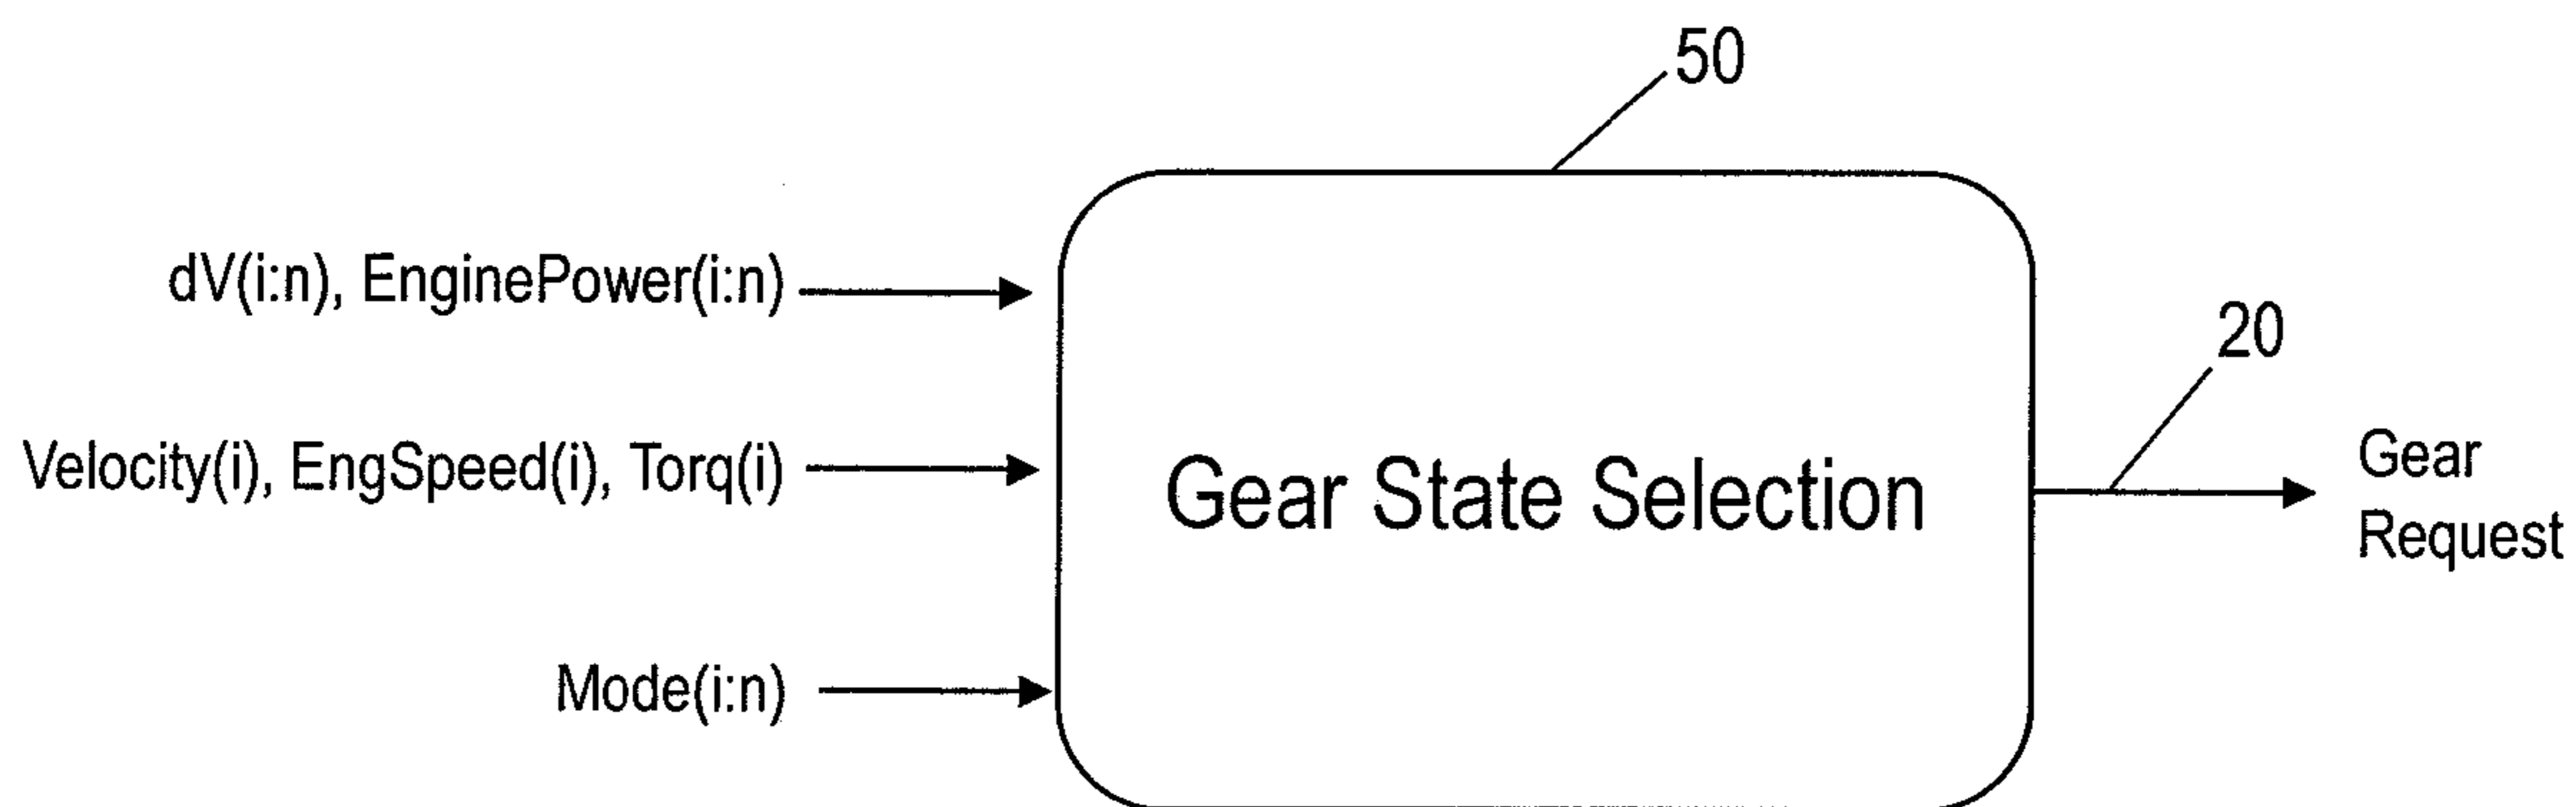 50
dV(i:n), EnginePower(i:n)
20
Velocity(i), EngSpeed(i), Torq(i)
Gear State Selection
Gear
Request
Mode(i:n)